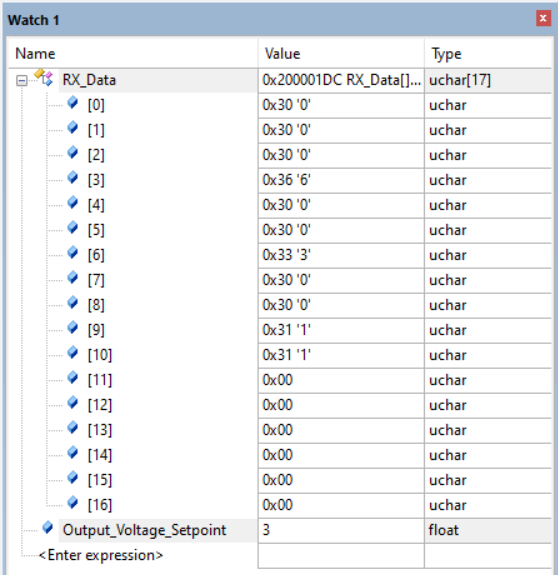 Watch 1
Name Value Type
RX_Data 0x200001DC RX_Data[]... uchar[17]
[0] 0x30 '0' uchar
[1] 0x30 '0' uchar
[2] 0x30 '0' uchar
[3] 0x36 '6' uchar
[4] 0x30 '0' uchar
[5] 0x30 '0' uchar
[6] 0x33 '3' uchar
[7] 0x30 '0' uchar
[8] 0x30 '0' uchar
[9] 0x31 '1' uchar
[10] 0x31 '1' uchar
[11] 0x00 uchar
[12] 0x00 uchar
[13] 0x00 uchar
[14] 0x00 uchar
[15] 0x00 uchar
[16] 0x00 uchar
Output_Voltage_Setpoint 3 float
<Enter expression>